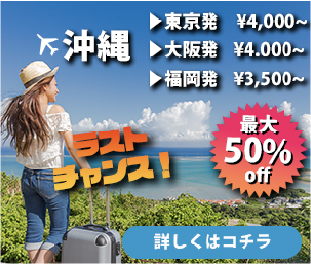 沖縄
▶東京発 ¥4,000~
▶大阪発 ¥4.000~
▶福岡発 ¥3,500~
ラスト
チャンス!
最大
50%
off
詳しくはコチラ